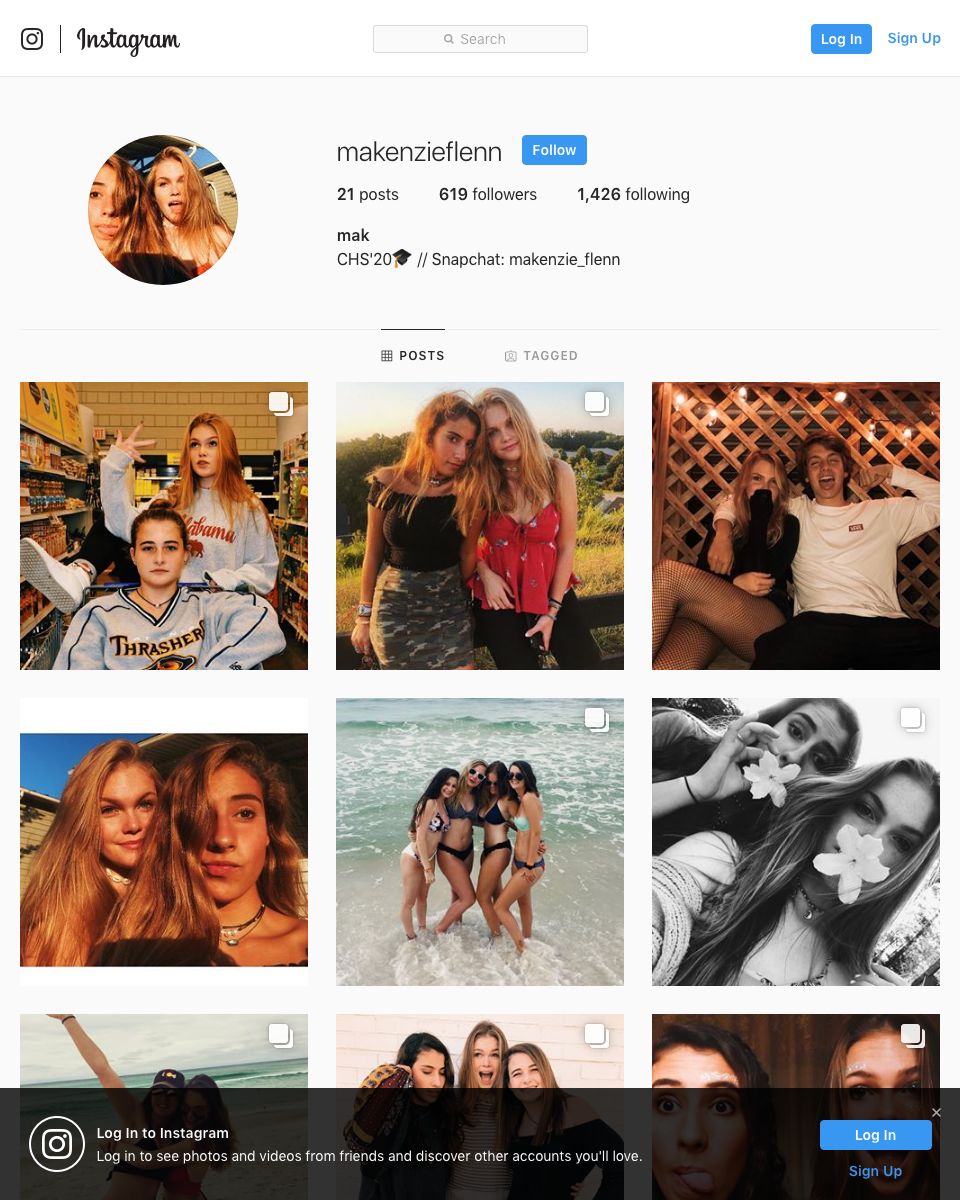 Instagram
Search
Log In
Sign Up
makenzieflenn
Follow
21 posts
619 followers
1,426 following
mak
CHS'20🎓 // Snapchat: makenzie_flenn
POSTS
TAGGED
THRASHER
VANS
Log In to Instagram
Log in to see photos and videos from friends and discover other accounts you'll love.
Log In
Sign Up